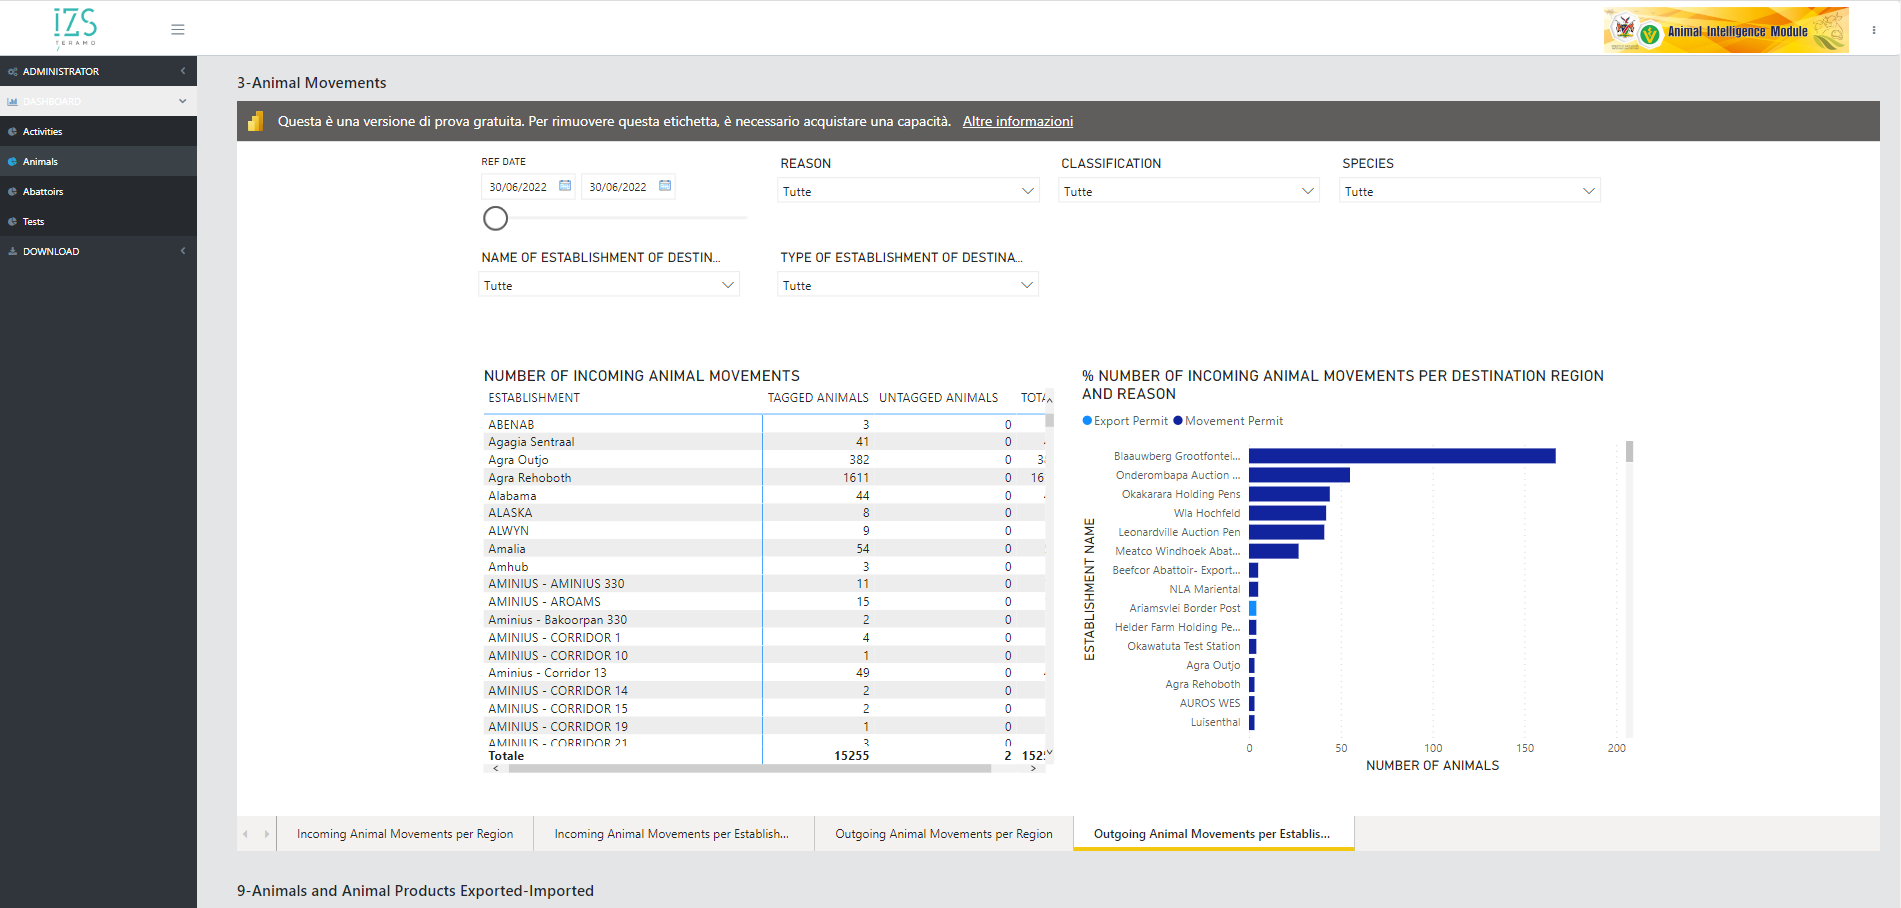 IZS
TERAMO
Animal Intelligence Module
ADMINISTRATOR
DASHBOARD
Activities
Animals
Abattoirs
Tests
DOWNLOAD
3-Animal Movements
Questa è una versione di prova gratuita. Per rimuovere questa etichetta, è necessario acquistare una capacità. Altre informazioni
REF DATE
30/06/2022 30/06/2022
REASON
Tutte
CLASSIFICATION
Tutte
SPECIES
Tutte
NAME OF ESTABLISHMENT OF DESTIN...
Tutte
TYPE OF ESTABLISHMENT OF DESTINA...
Tutte
NUMBER OF INCOMING ANIMAL MOVEMENTS
ESTABLISHMENT TAGGED ANIMALS UNTAGGED ANIMALS TOTA
ABENAB 3 0
Agagia Sentraal 41 0
Agra Outjo 382 0 3
Agra Rehoboth 1611 0 16
Alabama 44 0
ALASKA 8 0
ALWYN 9 0
Amalia 54 0
Amhub 3 0
AMINIUS - AMINIUS 330 11 0
AMINIUS - AROAMS 15 0
Aminius - Bakoorpan 330 2 0
AMINIUS - CORRIDOR 1 4 0
AMINIUS - CORRIDOR 10 1 0
Aminius - Corridor 13 49 0
AMINIUS - CORRIDOR 14 2 0
AMINIUS - CORRIDOR 15 2 0
AMINIUS - CORRIDOR 19 1 0
AMINIUS - CORRIDOR 21 3 0
Totale 15255 2 152
% NUMBER OF INCOMING ANIMAL MOVEMENTS PER DESTINATION REGION
AND REASON
Export Permit Movement Permit
ESTABLISHMENT NAME
Blaauwberg Grootfontei...
Onderombapa Auction ...
Okakarara Holding Pens
Wla Hochfeld
Leonardville Auction Pen
Meatco Windhoek Abat...
Beefcor Abattoir- Export...
NLA Mariental
Ariamsvlei Border Post
Helder Farm Holding Pe...
Okawatuta Test Station
Agra Outjo
Agra Rehoboth
AUROS WES
Luisenthal
0 50 100 150 200
NUMBER OF ANIMALS
Incoming Animal Movements per Region
Incoming Animal Movements per Establish...
Outgoing Animal Movements per Region
Outgoing Animal Movements per Establis...
9-Animals and Animal Products Exported-Imported